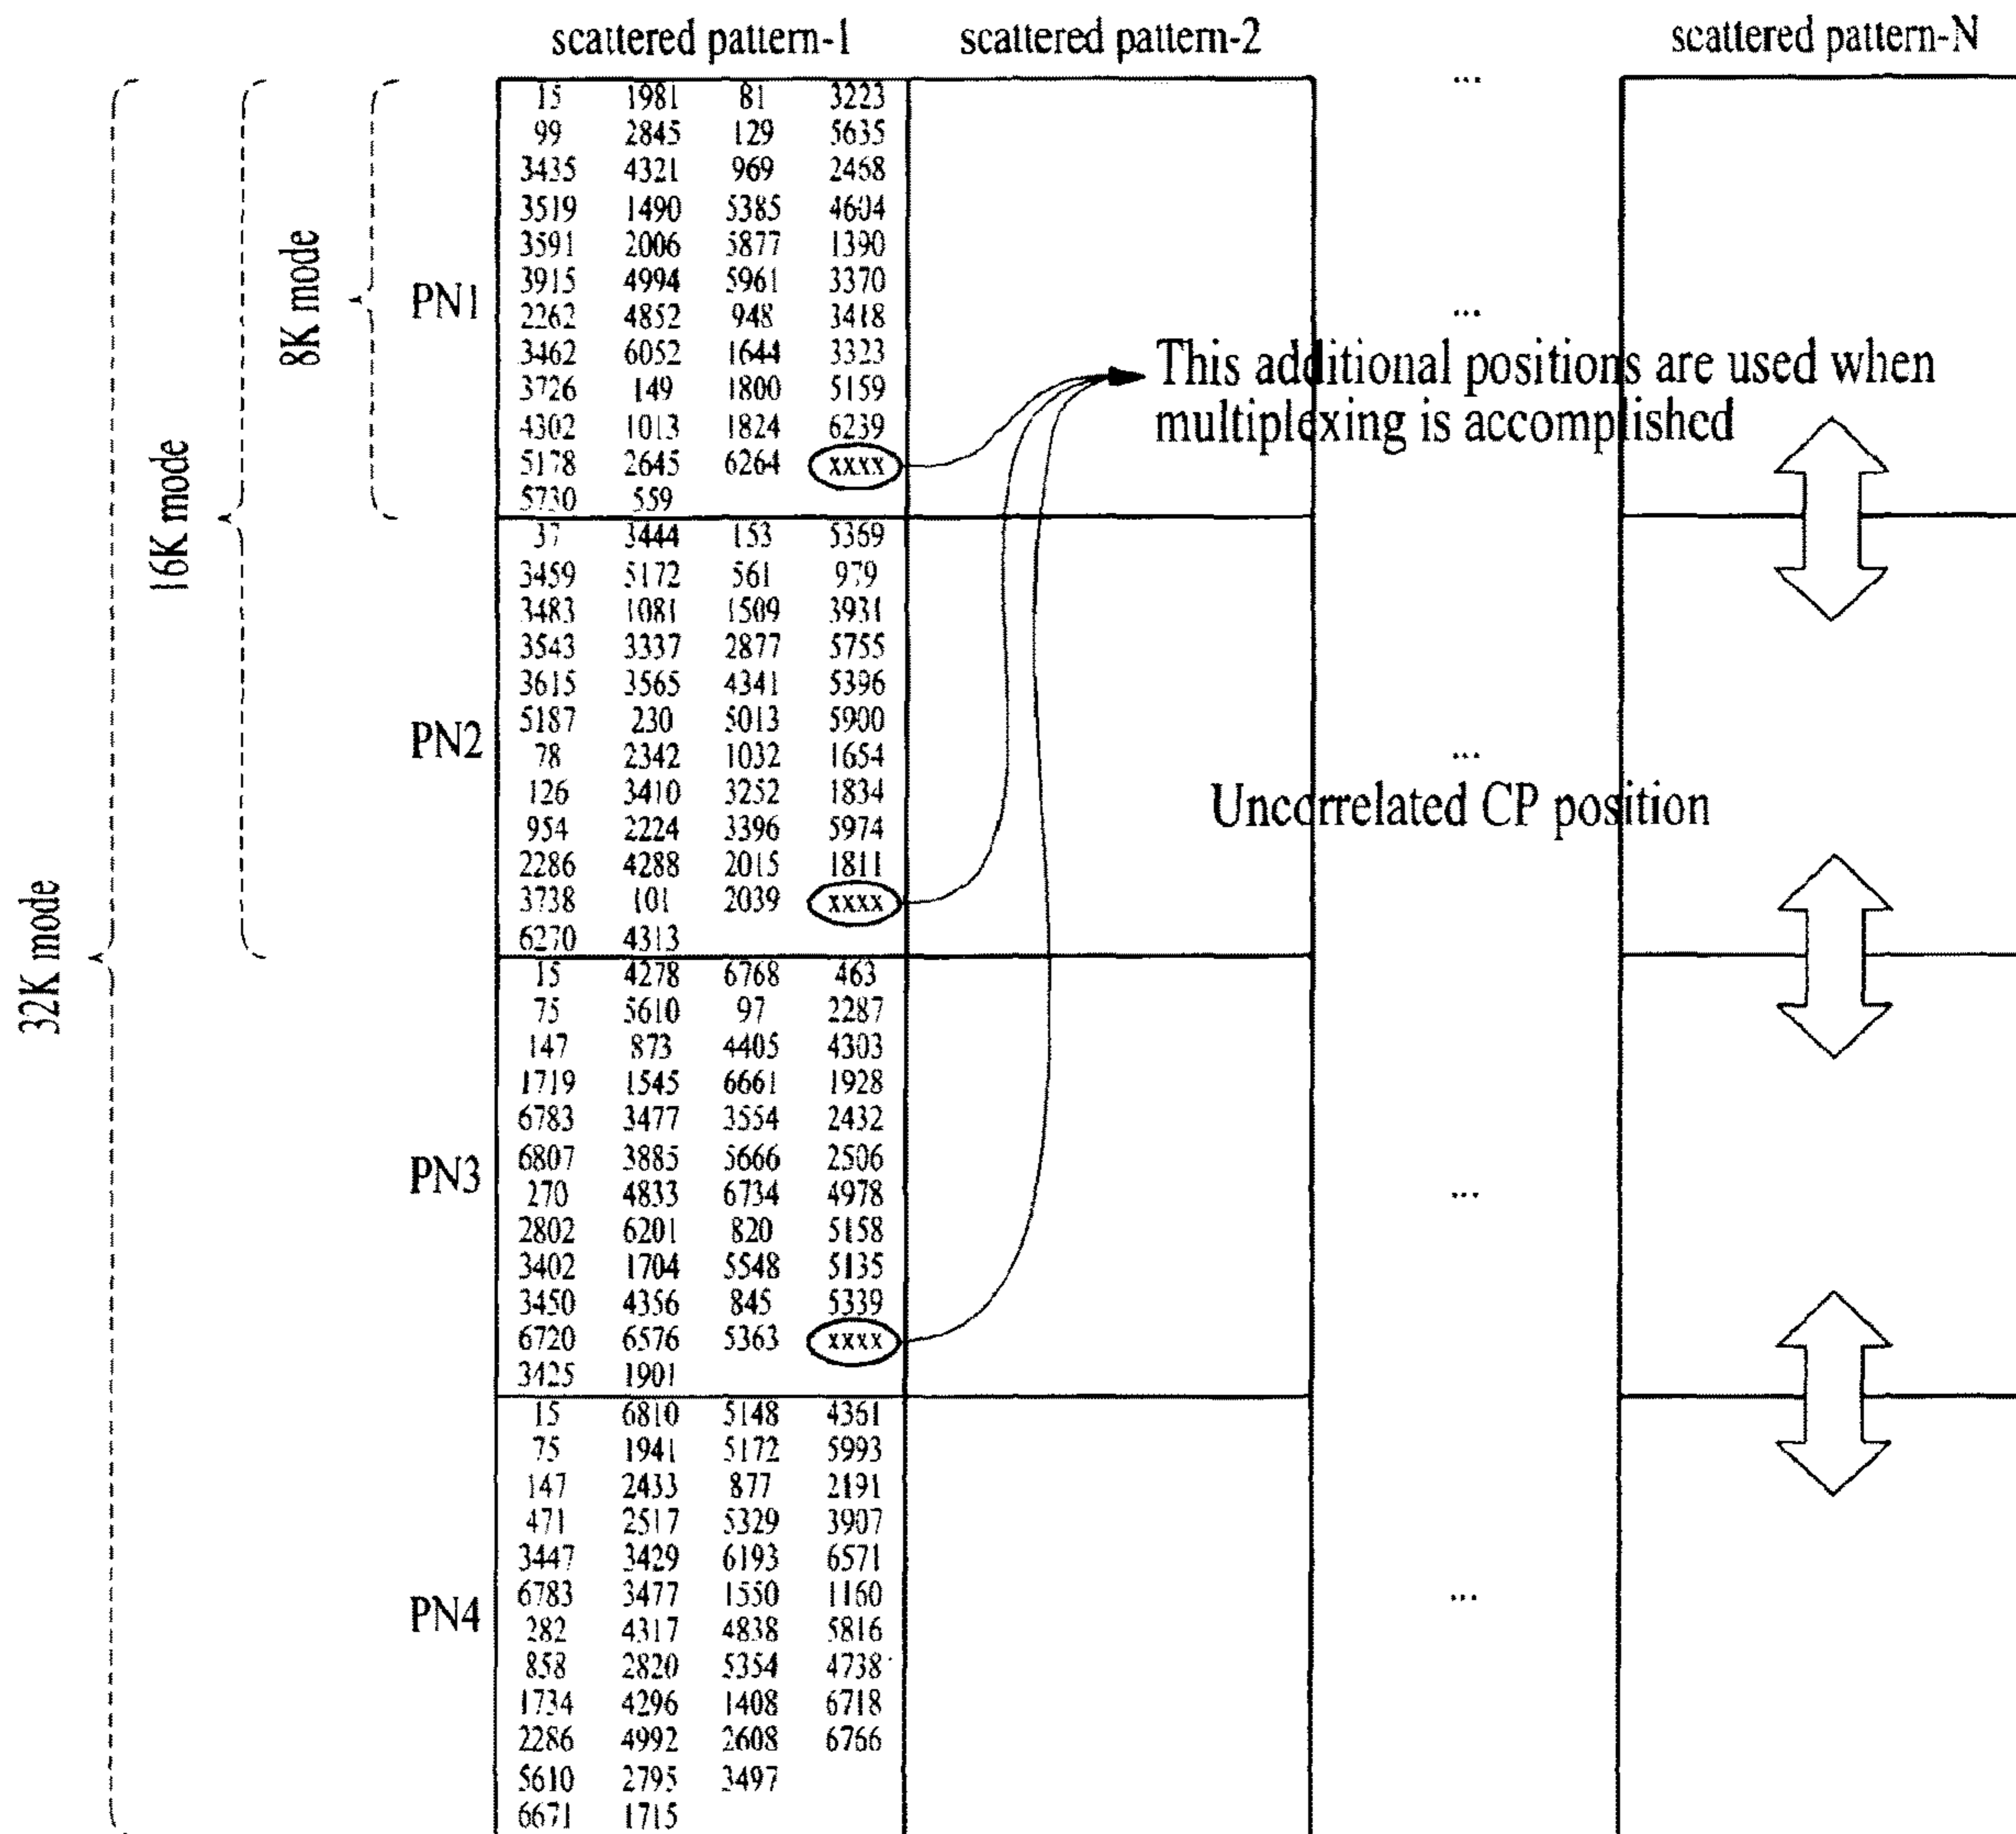 scattered pattern-1 scattered pattern-2 scattered pattern-N
...
15 1981 81 3223
99 2845 129 5635
3435 4321 969 2468
3519 1490 5385 4604
3591 2006 5877 1390
3915 4994 5961 3370
8K mode
PN1
...
2262 4852 948 3418
3462 6052 1644 3323
3726 149 1800 5159
4302 1013 1824 6239
5178 2645 6264 xxxx
5730 559
This additional positions are used when
multiplexing is accomplished
16K mode
37 3444 153 5369
3459 5172 561 979
3483 1081 1509 3931
3543 3337 2877 5755
3615 3565 4341 5396
5187 230 5013 5900
PN2
...
78 2342 1032 1654
126 3410 3252 1834
954 2224 3396 5974
2286 4288 2015 1811
3738 101 2039 xxxx
6270 4313
Uncorrelated CP position
32K mode
15 4278 6768 463
75 5610 97 2287
147 873 4405 4303
1719 1545 6661 1928
6783 3477 3554 2432
6807 3885 5666 2506
PN3
...
270 4833 6734 4978
2802 6201 820 5158
3402 1704 5548 5135
3450 4356 845 5339
6720 6576 5363 xxxx
3425 1901
15 6810 5148 4361
75 1941 5172 5993
147 2433 877 2191
471 2517 5329 3907
3447 3429 6193 6571
6783 3477 1550 1160
PN4
...
282 4317 4838 5816
858 2820 5354 4738
1734 4296 1408 6718
2286 4992 2608 6766
5610 2795 3497
6671 1715